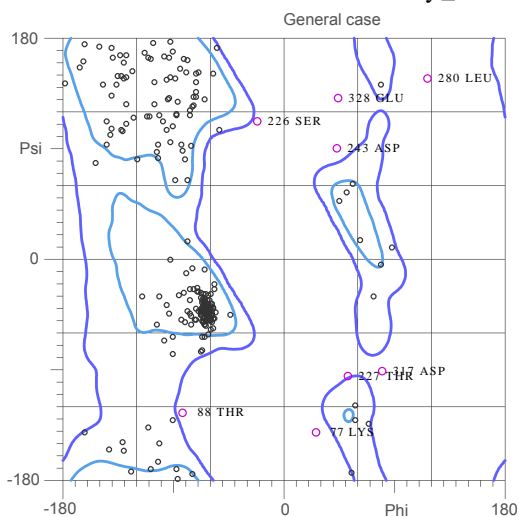 General case
180
280 LEU
328 GLU
226 SER
Psi
243 ASP
0
317 ASP
227 THR
88 THR
77 LYS
-180
-180 0 Phi 180